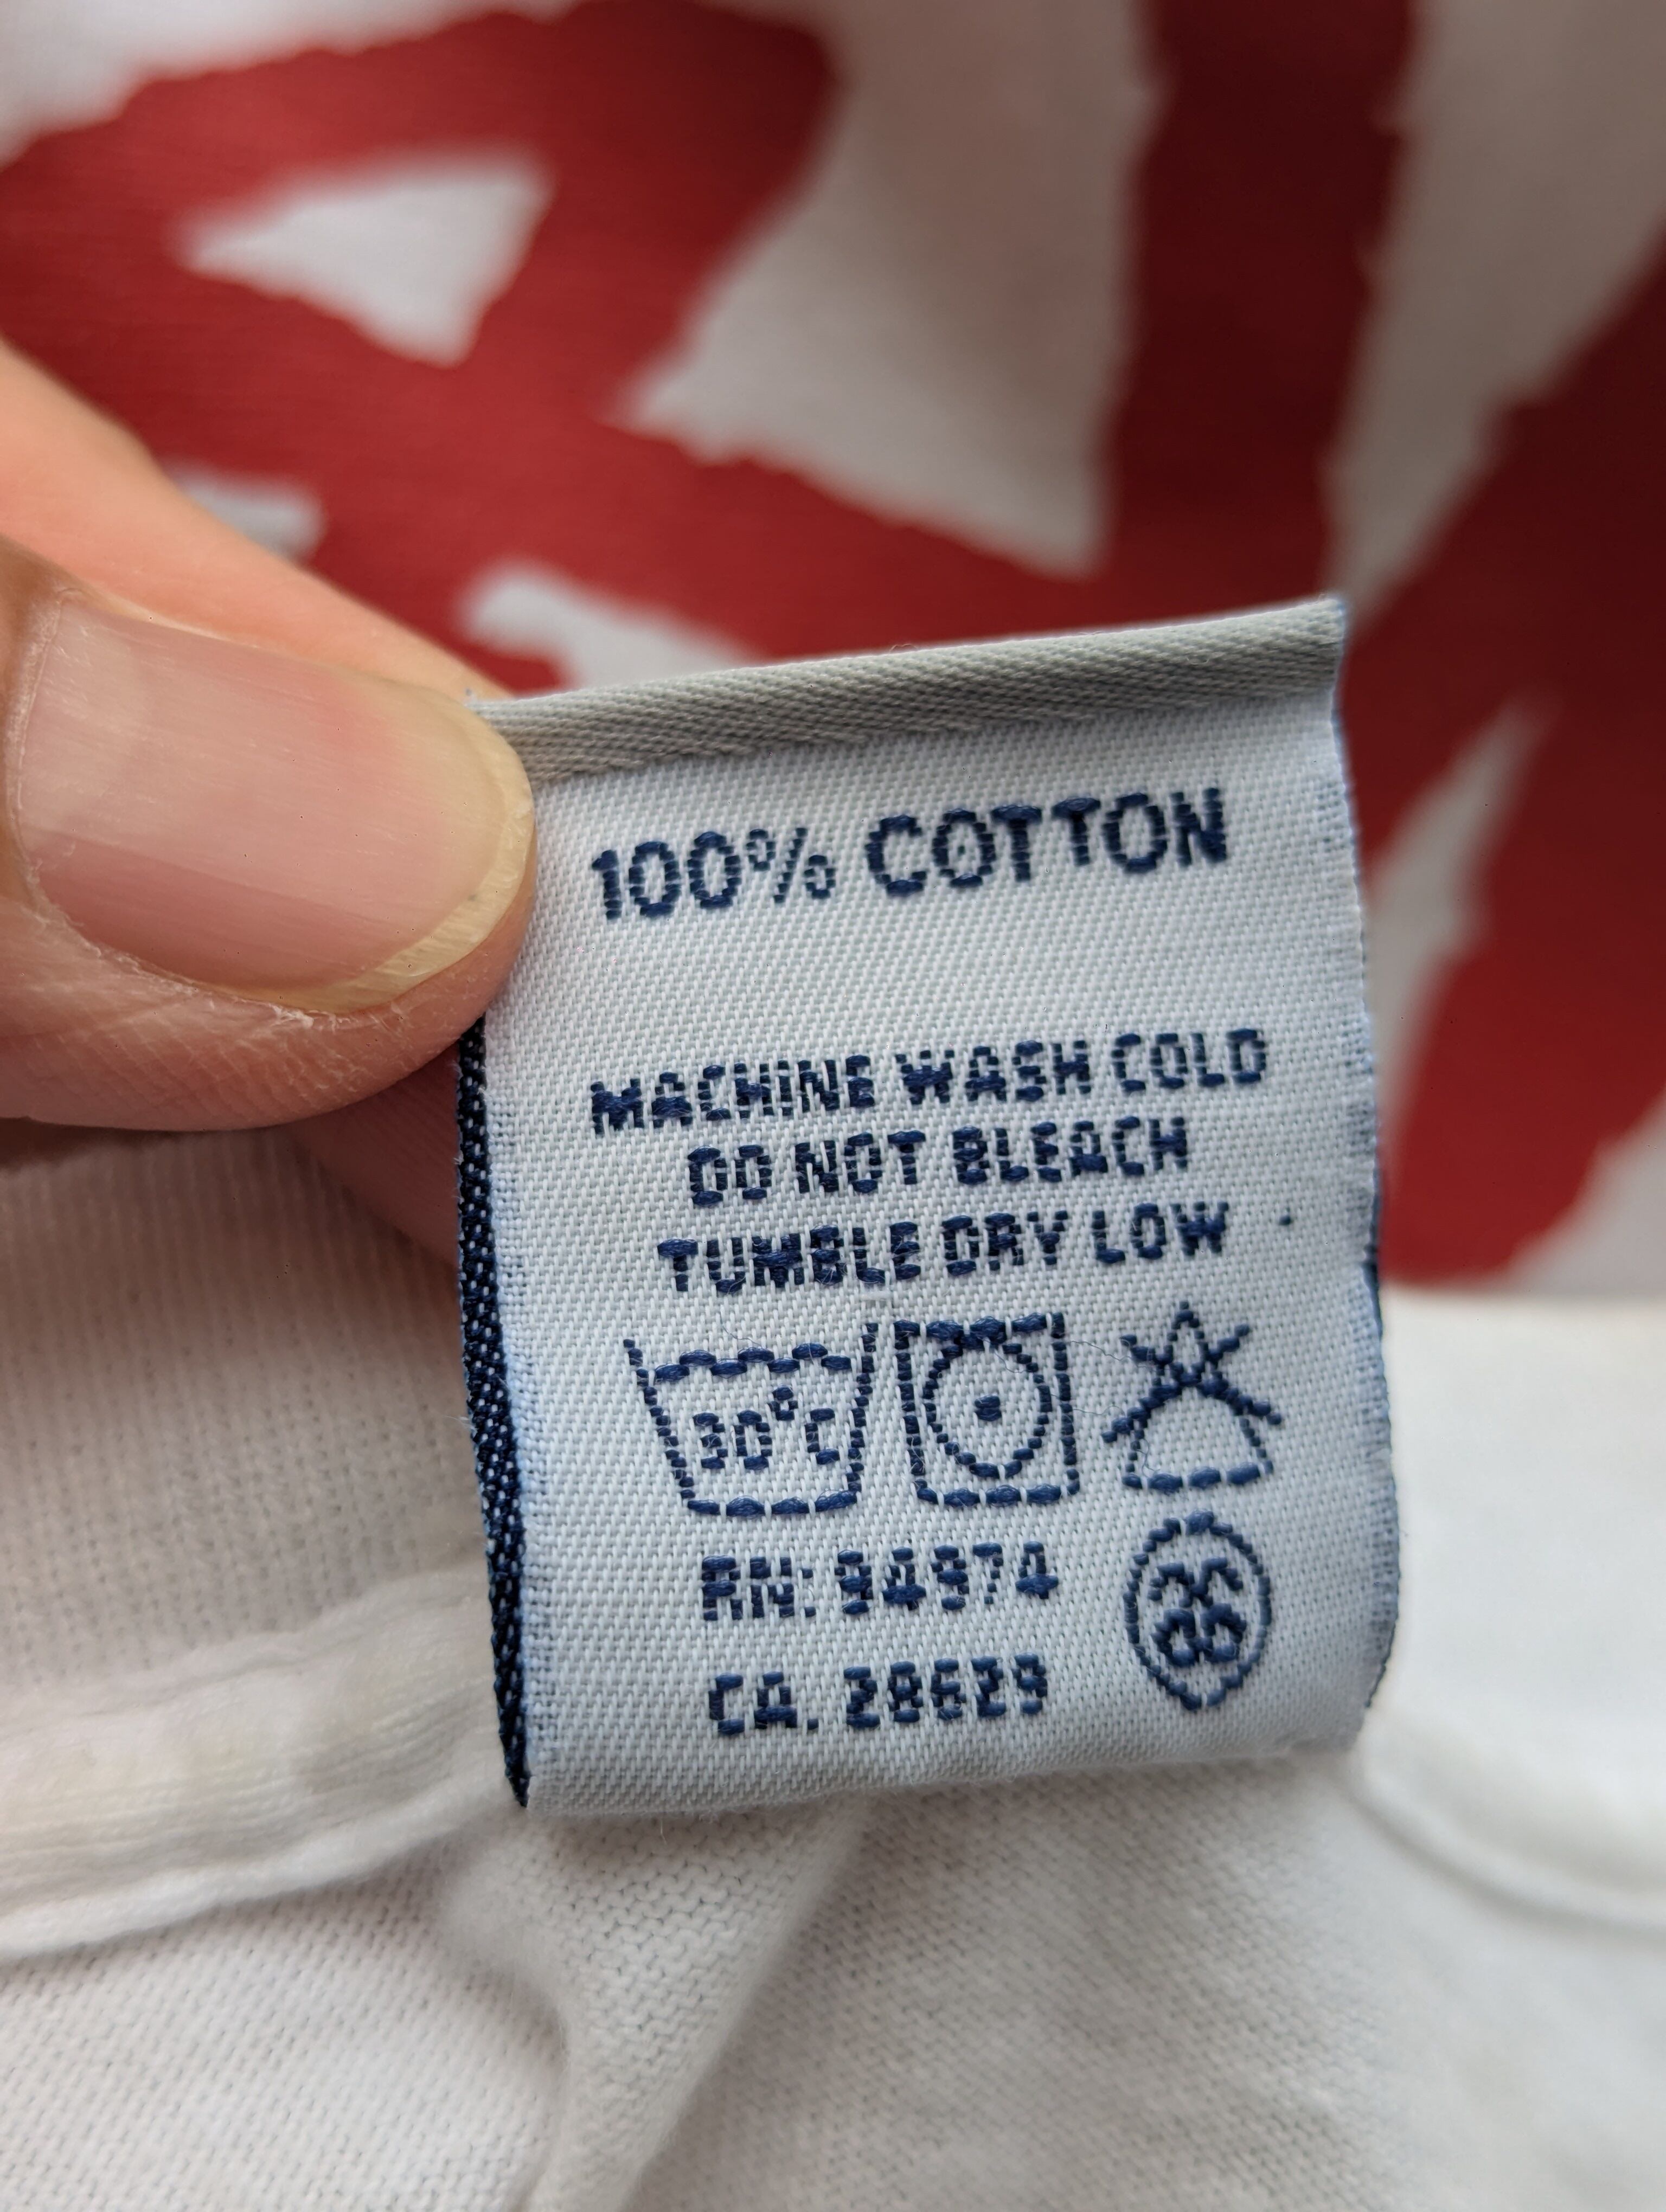 100% COTTON
MACHINE WASH COLD
DO NOT BLEACH
TUMBLE DRY LOW
30°C
RN: 94974
CA. 28629